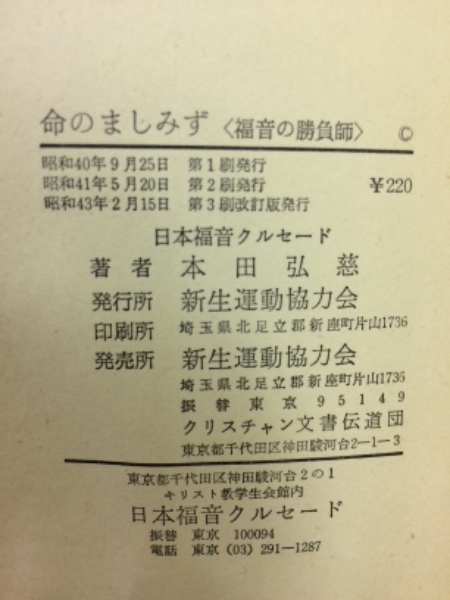 命のましみず〈福音の勝負師〉 ©
昭和40年9月25日 第1刷発行
昭和41年5月20日 第2刷発行 ¥220
昭和43年2月15日 第3刷改訂版発行
日本福音クルセード
著者 本田弘慈
発行所 新生運動協力会
印刷所 埼玉県北足立郡新座町片山1736
発売所 新生運動協力会
埼玉県北足立郡新座町片山1736
振替東京95149
クリスチャン文書伝道団
東京都千代田区神田駿河台2-1-3
東京都千代田区神田駿河台2の1
キリスト教学生会館内
日本福音クルセード
振替 東京 100094
電話 東京 (03) 291-1287